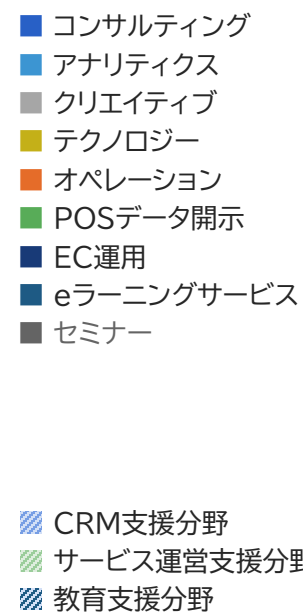 コンサルティング
アナリティクス
クリエイティブ
テクノロジー
オペレーション
POSデータ開示
EC運用
eラーニングサービス
セミナー
CRM支援分野
サービス運営支援分野
教育支援分野